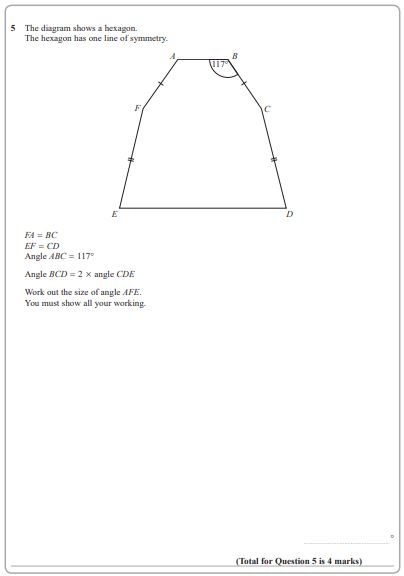 5 The diagram shows a hexagon.
The hexagon has one line of symmetry.
A
B
117°
F
C
E
D
FA = BC
EF = CD
Angle ABC = 117°
Angle BCD = 2 × angle CDE
Work out the size of angle AFE.
You must show all your working.
°
(Total for Question 5 is 4 marks)